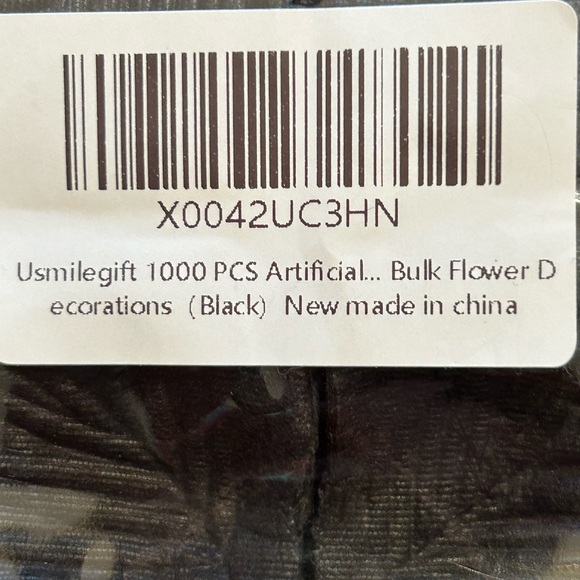 X0042UC3HN
Usmilegift 1000 PCS Artificial... Bulk Flower D
ecorations (Black) New made in china